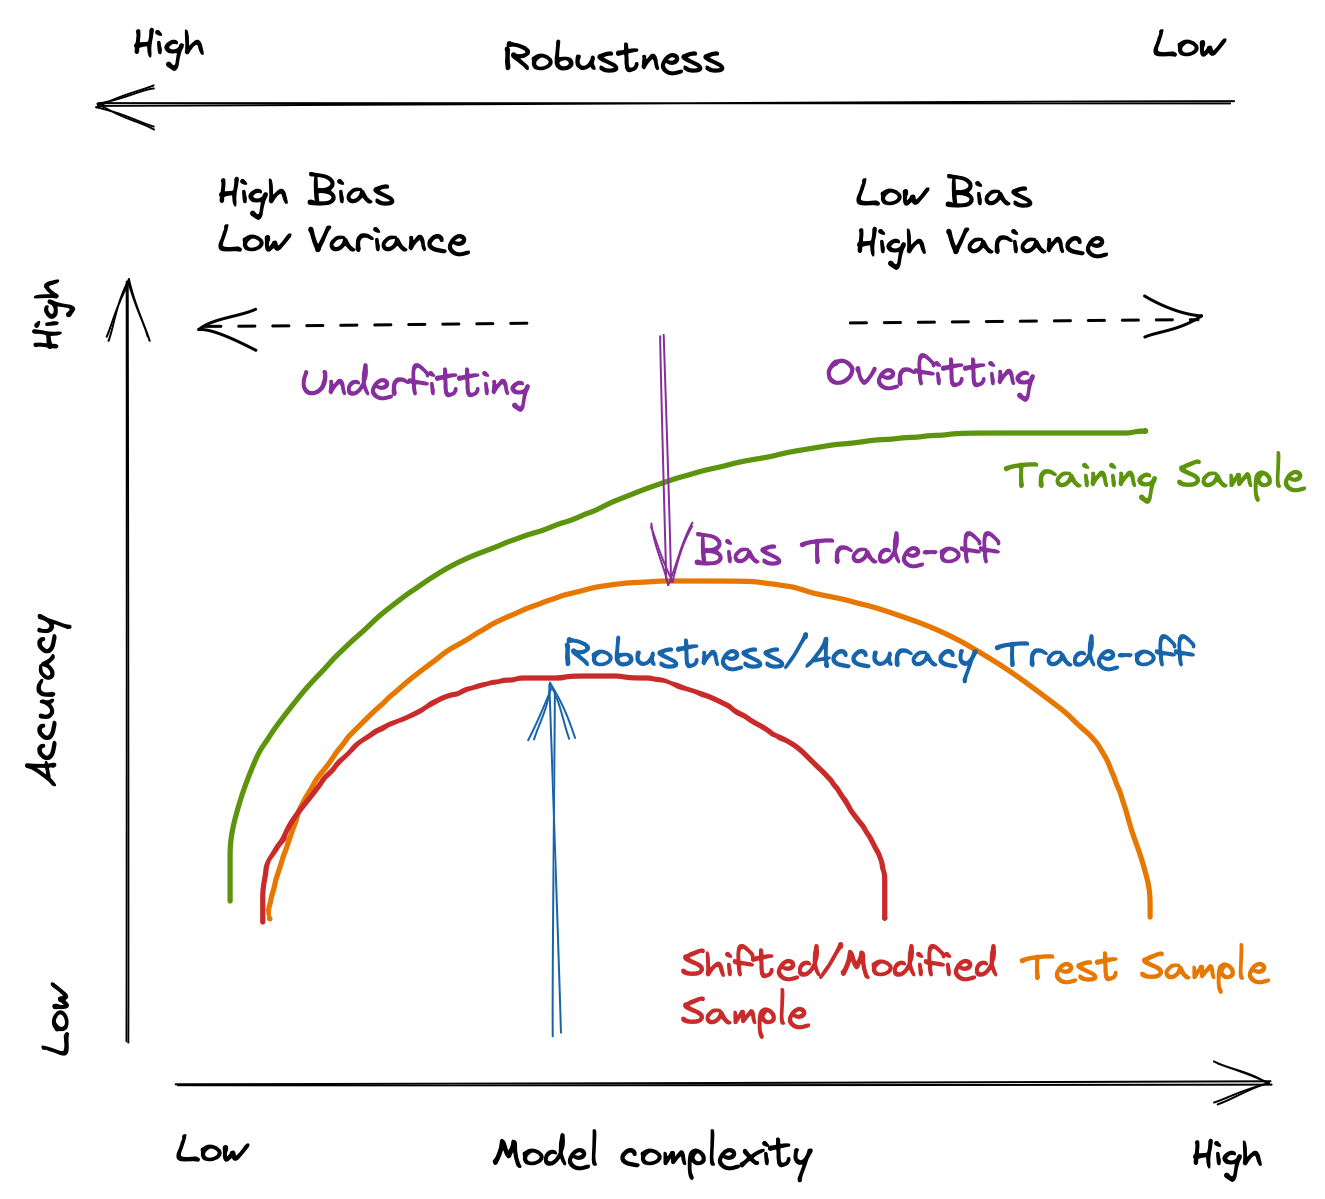 High
Robustness
Low
High Bias
Low Variance
Low Bias
High Variance
High
Underfitting
Overfitting
Training Sample
Bias Trade-off
Robustness/Accuracy Trade-off
Accuracy
Shifted/Modified
Sample
Test Sample
Low
Low
Model complexity
High